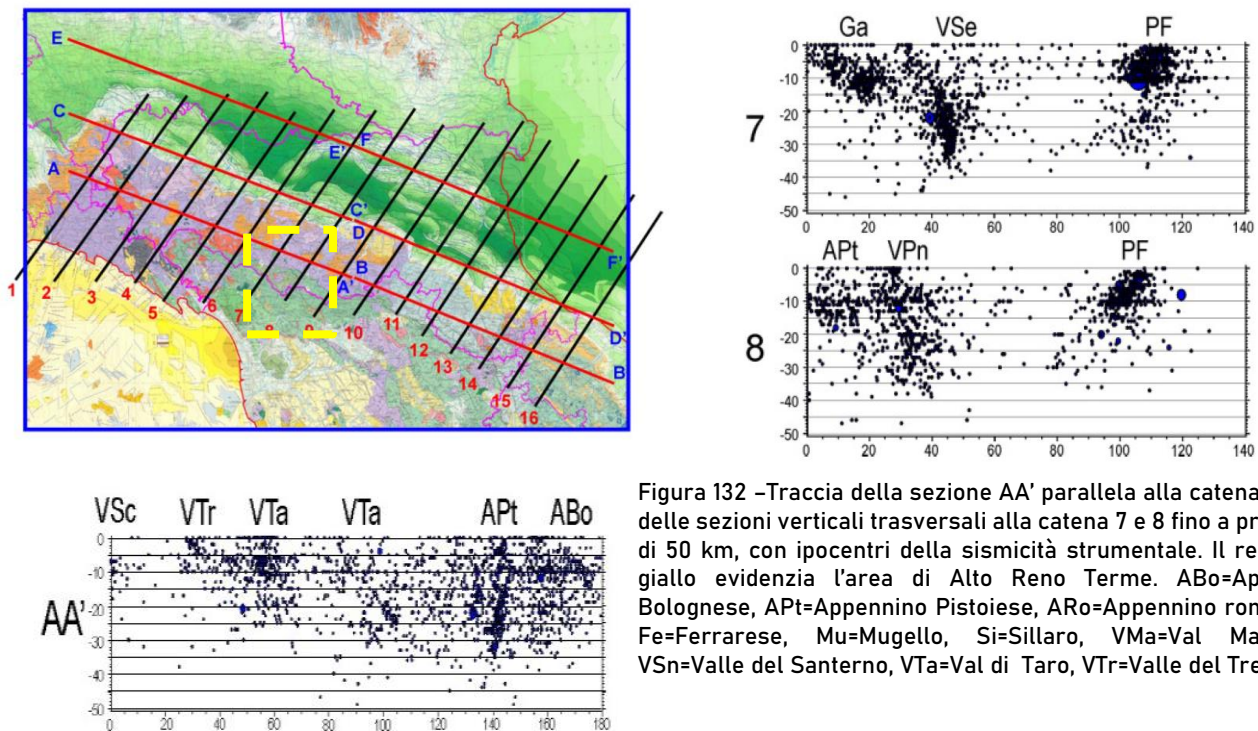 E
C
A
F
E'
C'
D
B
A'
F'
D'
B
1
2
3
4
5
6
7
8
9
10
11
12
13
14
15
16
Ga VSe PF
7
0
-10
-20
-30
-40
-50
0 20 40 60 80 100 120 140
APt VPn PF
8
0
-10
-20
-30
-40
-50
0 20 40 60 80 100 120 140
VSc VTr VTa VTa APt ABo
AA'
0
-10
-20
-30
-40
-50
0 20 40 60 80 100 120 140 160 180
Figura 132 –Traccia della sezione AA' parallela alla catena
delle sezioni verticali trasversali alla catena 7 e 8 fino a pr
di 50 km, con ipocentri della sismicità strumentale. Il re
giallo evidenzia l'area di Alto Reno Terme. ABo=Ap
Bolognese, APt=Appennino Pistoiese, ARo=Appennino ron
Fe=Ferrarese, Mu=Mugello, Si=Sillaro, VMa=Val Ma
VSn=Valle del Santerno, VTa=Val di Taro, VTr=Valle del Tre